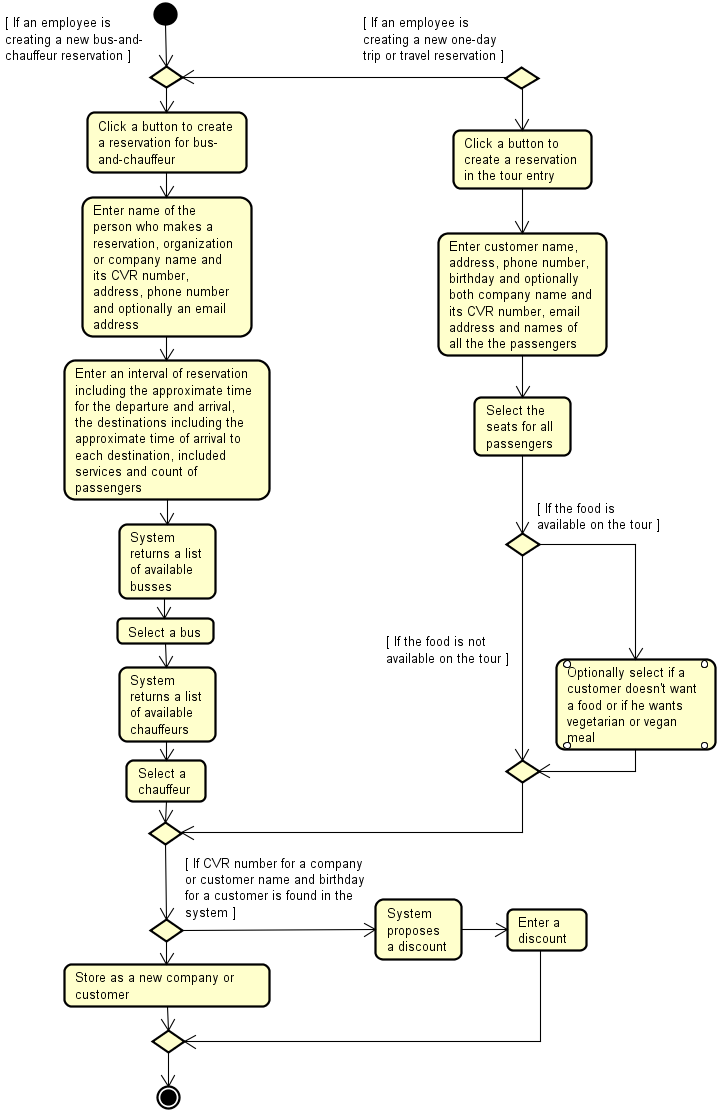 [ If an employee is
creating a new bus-and-
chauffeur reservation ]
[ If an employee is
creating a new one-day
trip or travel reservation ]
Click a button to create
a reservation for bus-
and-chauffeur
Click a button to
create a reservation
in the tour entry
Enter name of the
person who makes a
reservation, organization
or company name and
its CVR number,
address, phone number
and optionally an email
address
Enter customer name,
address, phone number,
birthday and optionally
both company name and
its CVR number, email
address and names of
all the the passengers
Enter an interval of reservation
including the approximate time
for the departure and arrival,
the destinations including the
approximate time of arrival to
each destination, included
services and count of
passengers
Select the
seats for all
passengers
[ If the food is
available on the tour ]
System
returns a list
of available
busses
Select a bus
[ If the food is not
available on the tour ]
System
returns a list
of available
chauffeurs
Optionally select if a
customer doesn't want
a food or if he wants
vegetarian or vegan
meal
Select a
chauffeur
[ If CVR number for a company
or customer name and birthday
for a customer is found in the
system ]
System
proposes
a discount
Enter a
discount
Store as a new company or
customer